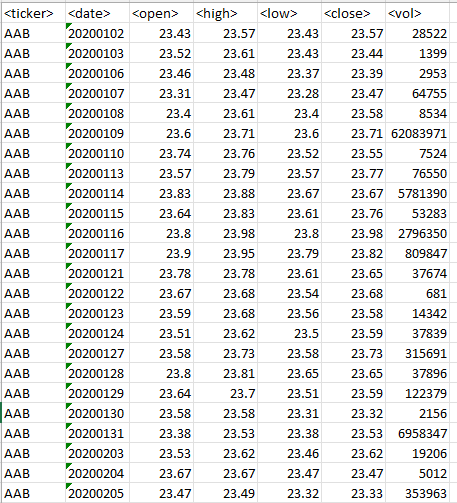 <ticker> <date> <open> <high> <low> <close> <vol>
AAB 20200102 23.43 23.57 23.43 23.57 28522
AAB 20200103 23.52 23.61 23.43 23.44 1399
AAB 20200106 23.46 23.48 23.37 23.39 2953
AAB 20200107 23.31 23.47 23.28 23.47 64755
AAB 20200108 23.4 23.61 23.4 23.58 8534
AAB 20200109 23.6 23.71 23.6 23.71 62083971
AAB 20200110 23.74 23.76 23.52 23.55 7524
AAB 20200113 23.57 23.79 23.57 23.77 76550
AAB 20200114 23.83 23.88 23.67 23.67 5781390
AAB 20200115 23.64 23.83 23.61 23.76 53283
AAB 20200116 23.8 23.98 23.8 23.98 2796350
AAB 20200117 23.9 23.95 23.79 23.82 809847
AAB 20200121 23.78 23.78 23.61 23.65 37674
AAB 20200122 23.67 23.68 23.54 23.68 681
AAB 20200123 23.59 23.68 23.56 23.58 14342
AAB 20200124 23.51 23.62 23.5 23.59 37839
AAB 20200127 23.58 23.73 23.58 23.73 315691
AAB 20200128 23.8 23.81 23.65 23.65 37896
AAB 20200129 23.64 23.7 23.51 23.59 122379
AAB 20200130 23.58 23.58 23.31 23.32 2156
AAB 20200131 23.38 23.53 23.38 23.53 6958347
AAB 20200203 23.53 23.62 23.46 23.62 19206
AAB 20200204 23.67 23.67 23.47 23.47 5012
AAB 20200205 23.47 23.49 23.32 23.33 353963